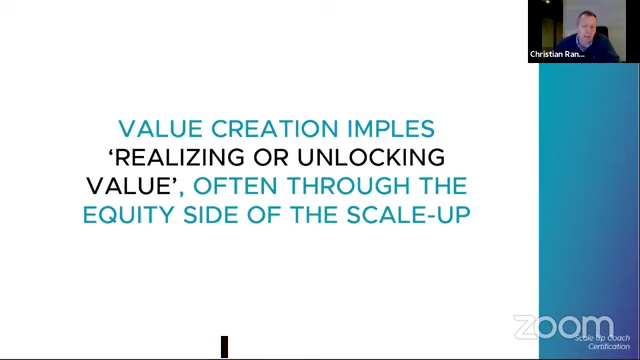 Christian Ran...
VALUE CREATION IMPLES
‘REALIZING OR UNLOCKING
VALUE’, OFTEN THROUGH THE
EQUITY SIDE OF THE SCALE-UP
zoom
Scale Up Coach
Certification